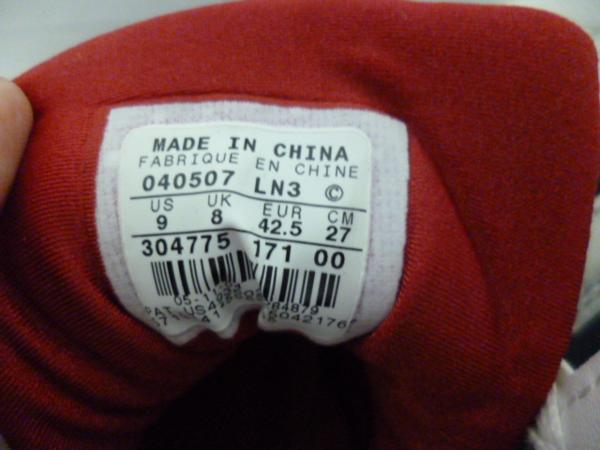 MADE IN CHINA
FABRIQUE EN CHINE
040507 LN3 ©
US UK EUR CM
9 8 42.5 27
304775 171 00